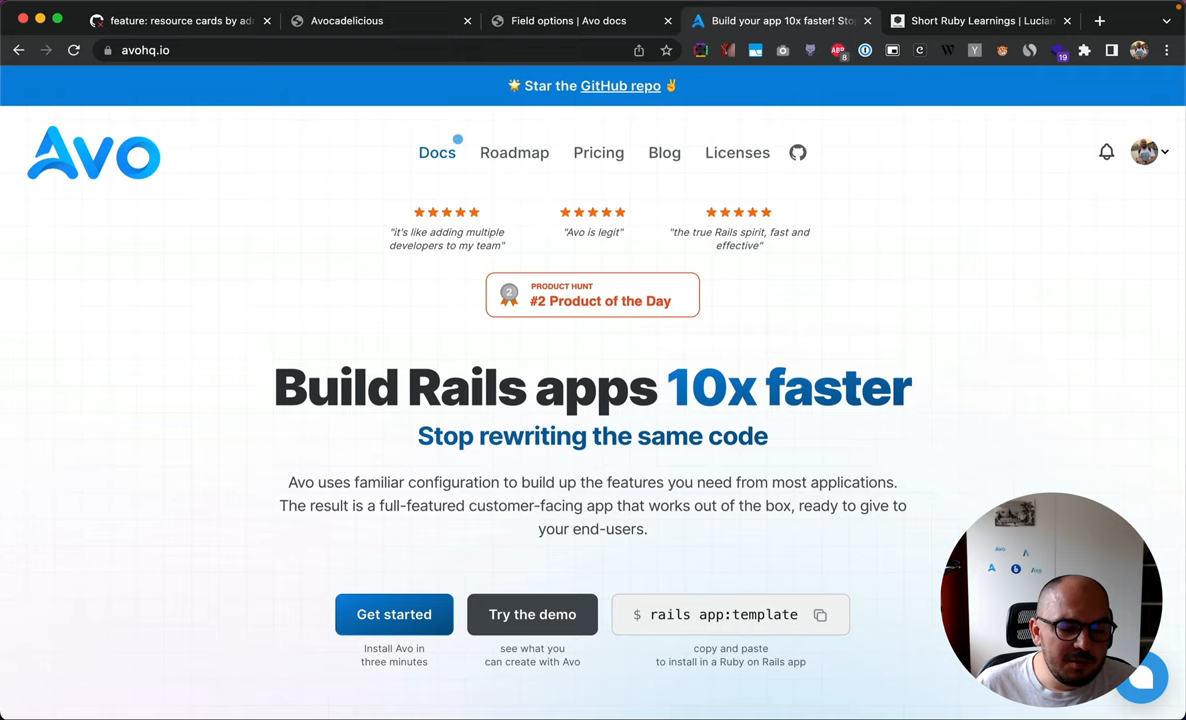 feature: resource cards by adr
Avocadelicious
Field options | Avo docs
Build your app 10x faster! Stop
Short Ruby Learnings | Lucian
avohq.io
8
19
🌟 Star the GitHub repo ✌️
Avo
Docs
Roadmap
Pricing
Blog
Licenses
"it's like adding multiple
developers to my team"
"Avo is legit"
"the true Rails spirit, fast and
effective"
2
PRODUCT HUNT
#2 Product of the Day
Build Rails apps 10x faster
Stop rewriting the same code
Avo uses familiar configuration to build up the features you need from most applications.
The result is a full-featured customer-facing app that works out of the box, ready to give to
your end-users.
Get started
Try the demo
$ rails app:template
Install Avo in
three minutes
see what you
can create with Avo
copy and paste
to install in a Ruby on Rails app